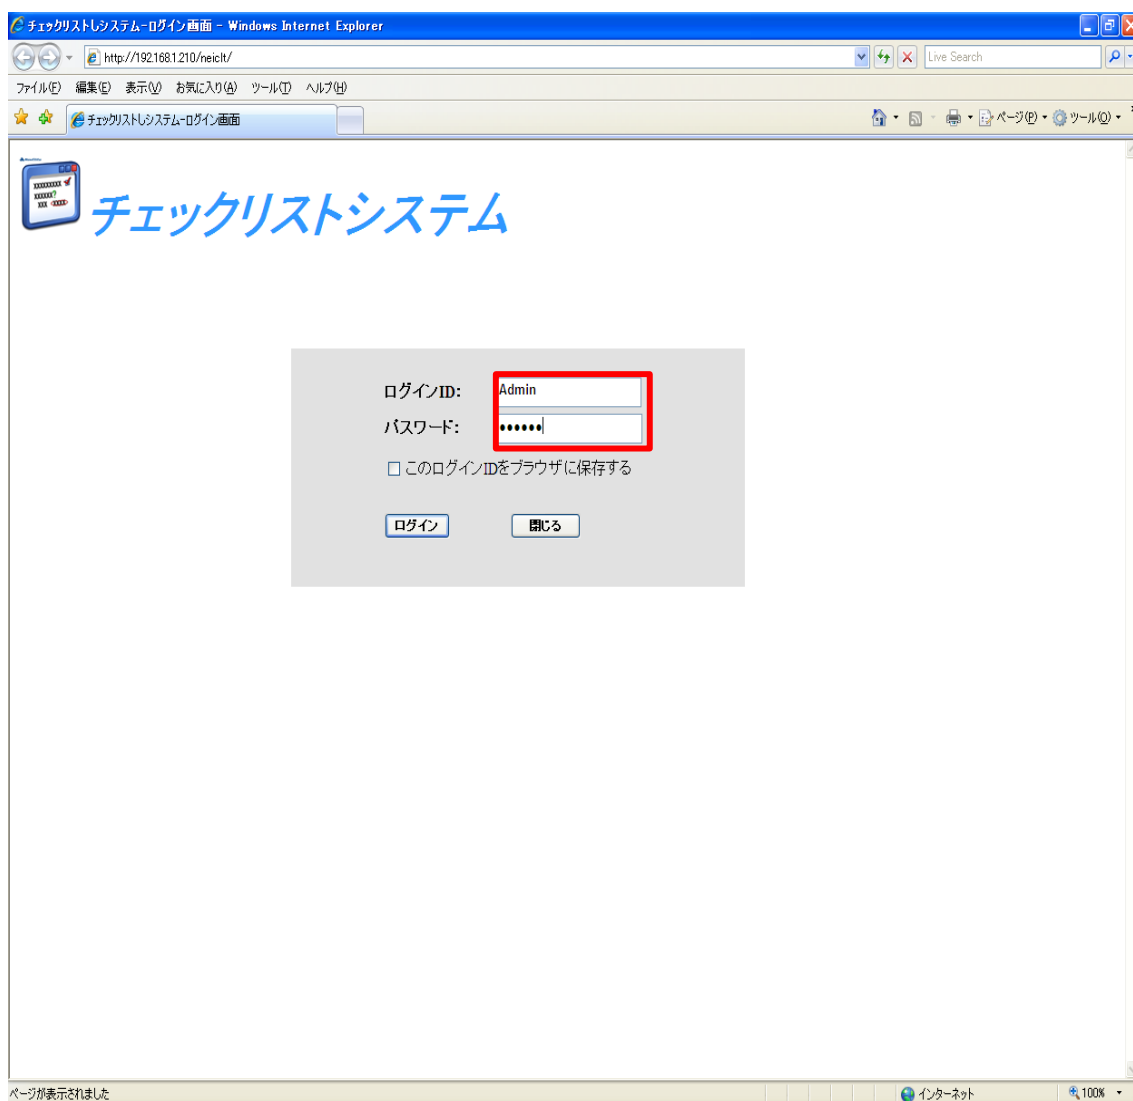 チェックリストしシステム-ログイン画面 - Windows Internet Explorer
http://192.168.1.210/neiclt/
Live Search
ファイル(F) 編集(E) 表示(V) お気に入り(A) ツール(T) ヘルプ(H)
チェックリストしシステム-ログイン画面
ページ(P) ツール(O)
チェックリストシステム
ログインID: Admin
パスワード: ••••••
このログインIDをブラウザに保存する
ログイン 閉じる
ページが表示されました インターネット 100%